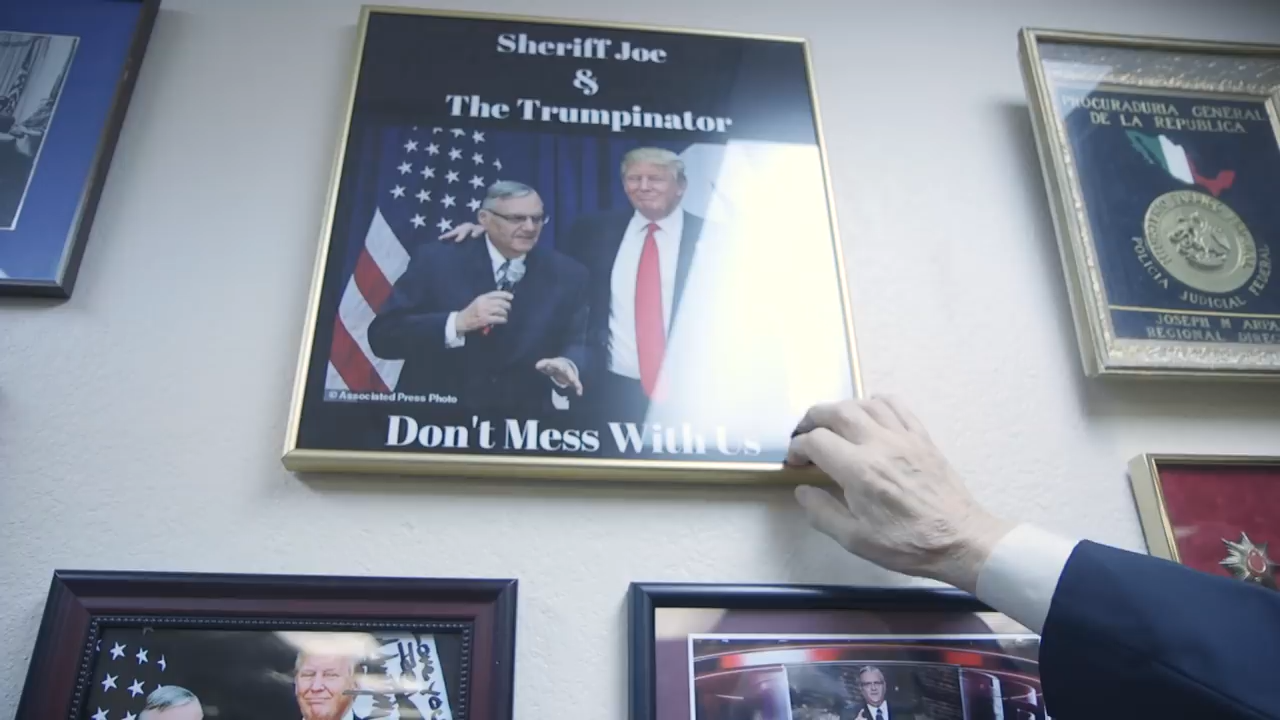 Sheriff Joe
&
The Trumpinator
© Associated Press Photo
Don't Mess With Us
PROCURADURIA GENERAL
DE LA REPUBLICA
POLICIA JUDICIAL FEDERAL
JOSEPH M ARPA
REGIONAL DIREC